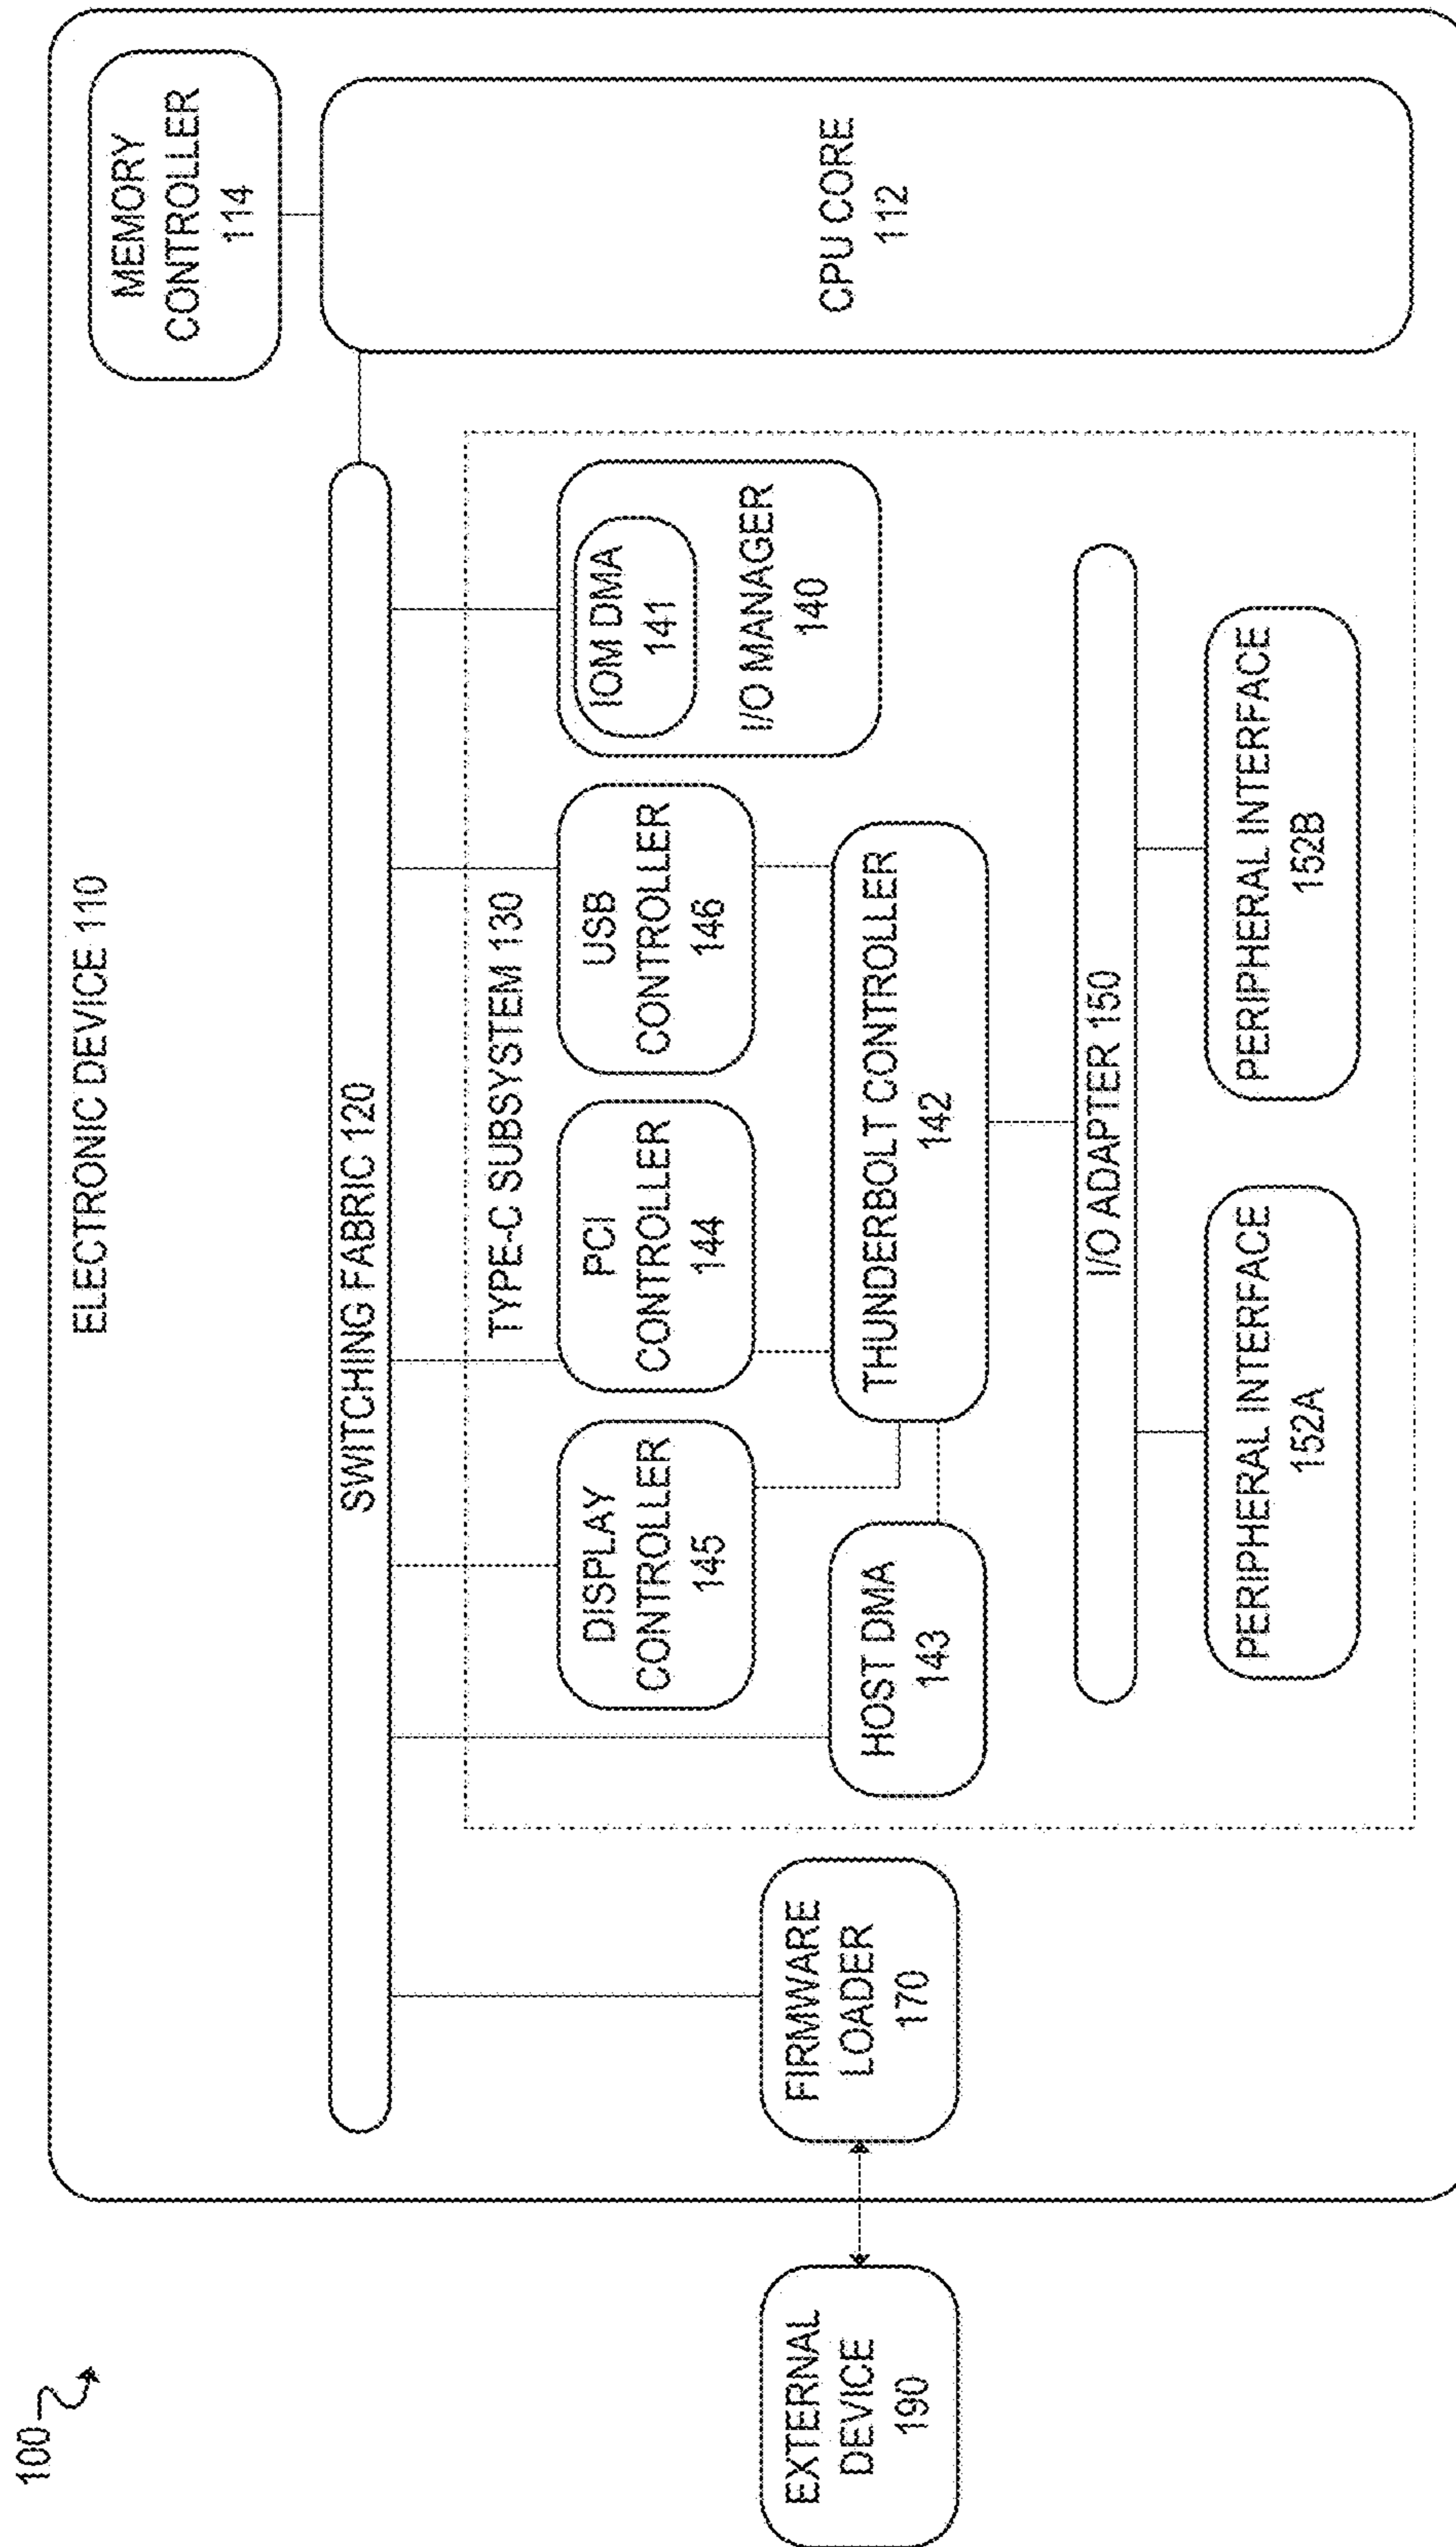 100
ELECTRONIC DEVICE 110
MEMORY
CONTROLLER
114
SWITCHING FABRIC 120
CPU CORE
112
TYPE-C SUBSYSTEM 130
DISPLAY
CONTROLLER
145
PCI
CONTROLLER
144
USB
CONTROLLER
146
IOM DMA
141
I/O MANAGER
140
EXTERNAL
DEVICE
190
FIRMWARE
LOADER
170
HOST DMA
143
THUNDERBOLT CONTROLLER
142
I/O ADAPTER 150
PERIPHERAL INTERFACE
152A
PERIPHERAL INTERFACE
152B